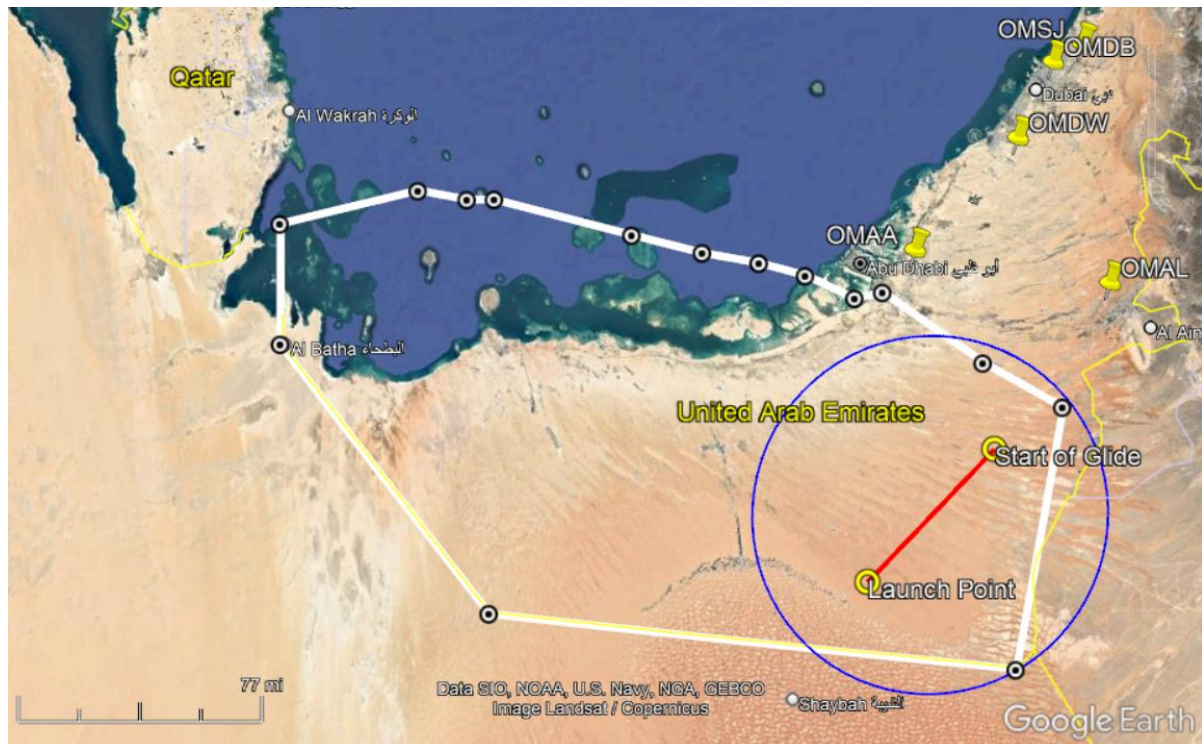 OMSJ
OMDB
Qatar
Dubai دبي
Al Wakrah الوكرة
OMDW
OMAA
Abu Dhabi أبو ظبي
OMAL
Al Ain
Al Batha البطحاء
United Arab Emirates
Start of Glide
Launch Point
77 mi
Data SIO, NOAA, U.S. Navy, NGA, GEBCO
Image Landsat / Copernicus
Shaybah الشيبة
Google Earth